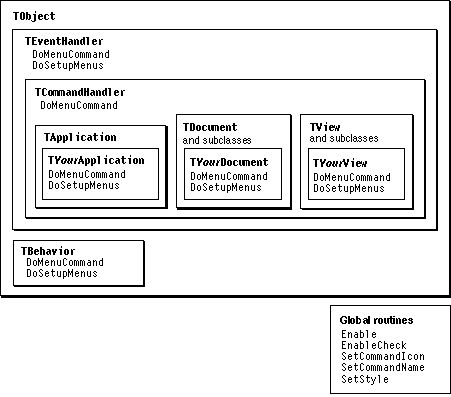 TObject
TEventHandler
DoMenuCommand
DoSetupMenus
TCommandHandler
DoMenuCommand
TApplication
TYourApplication
DoMenuCommand
DoSetupMenus
TDocument
and subclasses
TYourDocument
DoMenuCommand
DoSetupMenus
TView
and subclasses
TYourView
DoMenuCommand
DoSetupMenus
TBehavior
DoMenuCommand
DoSetupMenus
Global routines
Enable
EnableCheck
SetCommandIcon
SetCommandName
SetStyle